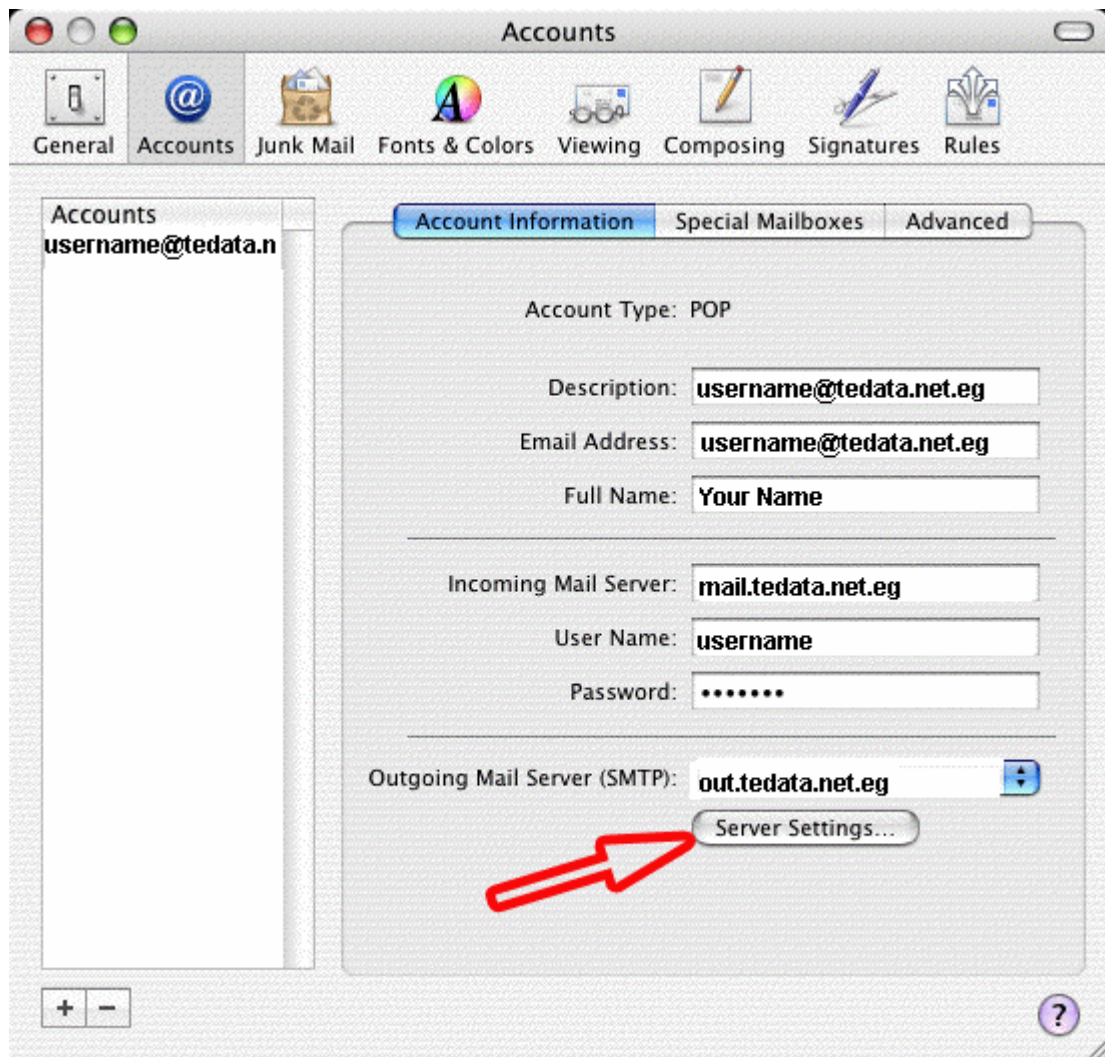 Accounts
General Accounts Junk Mail Fonts & Colors Viewing Composing Signatures Rules
Accounts
username@tedata.n
Account Information Special Mailboxes Advanced
Account Type: POP
Description: username@tedata.net.eg
Email Address: username@tedata.net.eg
Full Name: Your Name
Incoming Mail Server: mail.tedata.net.eg
User Name: username
Password: •••••••
Outgoing Mail Server (SMTP): out.tedata.net.eg
Server Settings...
+ − ?